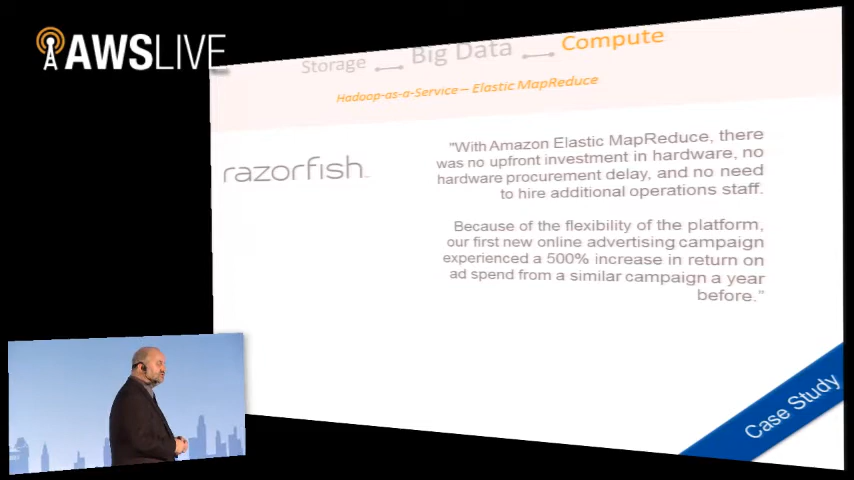 AWSLIVE
Storage Big Data Compute
Hadoop-as-a-Service – Elastic MapReduce
razorfish
"With Amazon Elastic MapReduce, there
was no upfront investment in hardware, no
hardware procurement delay, and no need
to hire additional operations staff.
Because of the flexibility of the platform,
our first new online advertising campaign
experienced a 500% increase in return on
ad spend from a similar campaign a year
before."
Case Study